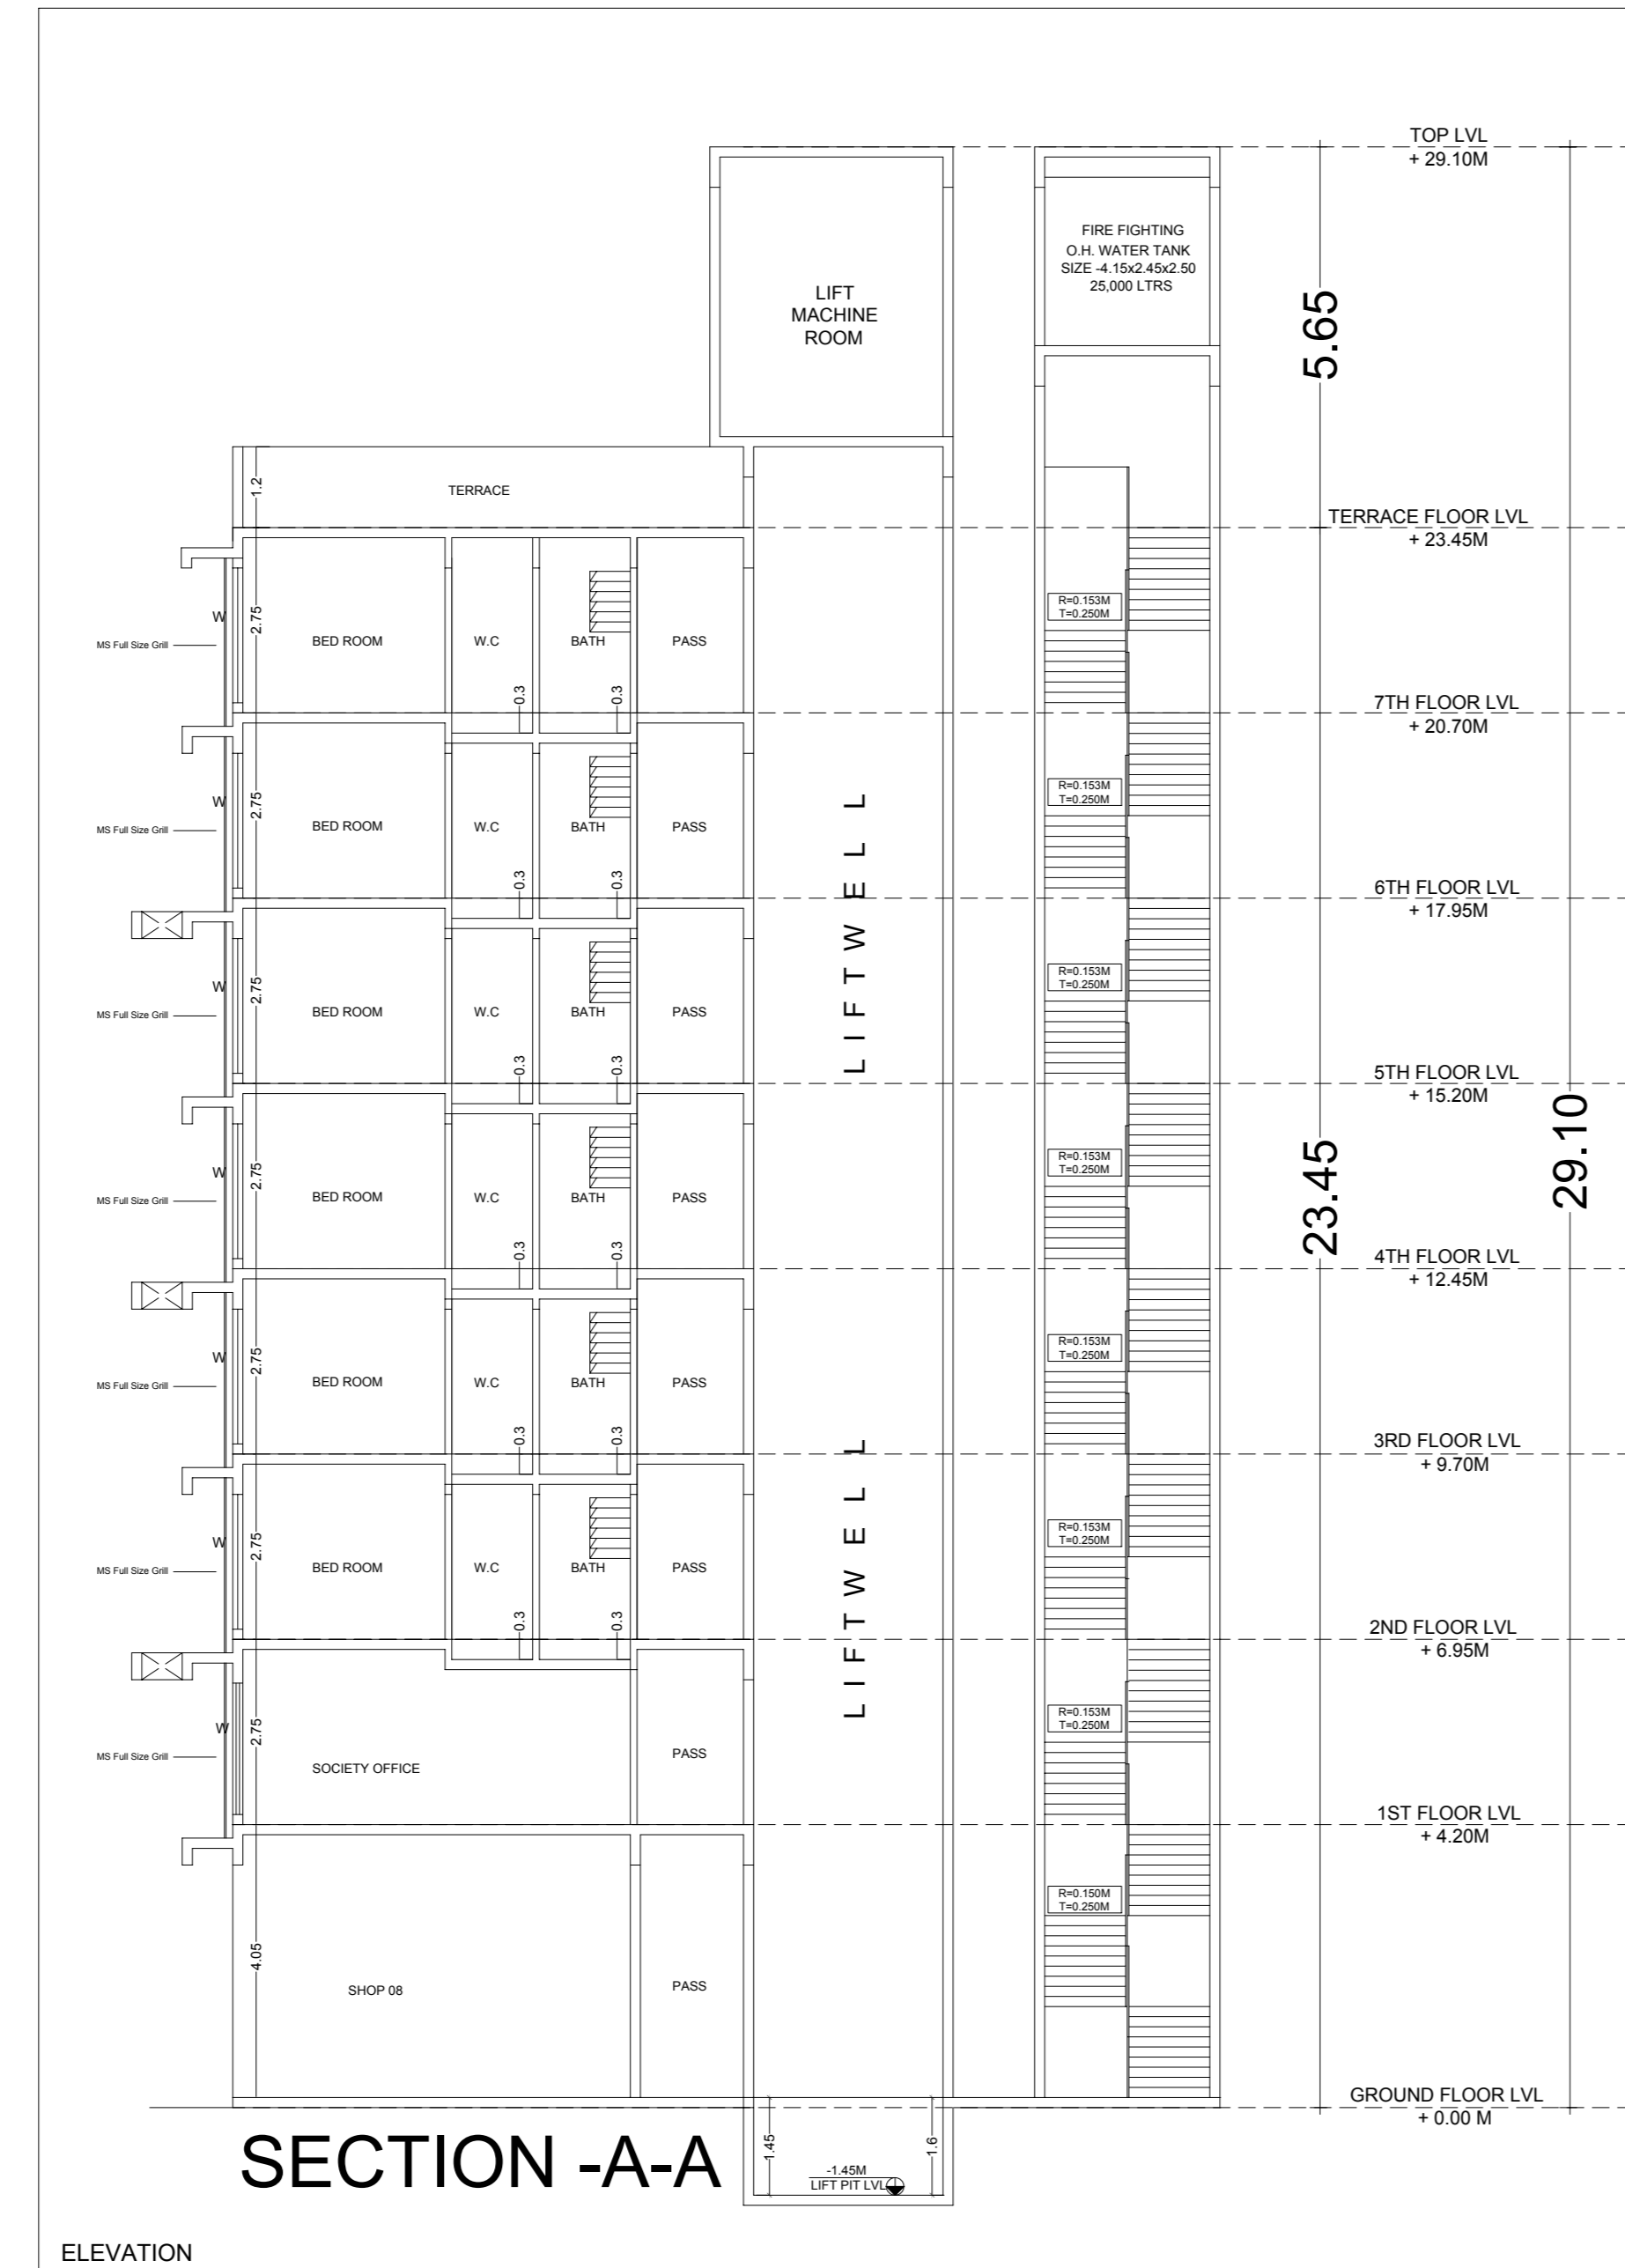 TOP LVL
+ 29.10M
FIRE FIGHTING
O.H. WATER TANK
SIZE -4.15x2.45x2.50
25,000 LTRS
LIFT
MACHINE
ROOM
5.65
1.2
TERRACE
TERRACE FLOOR LVL
+ 23.45M
R=0.153M
T=0.250M
W
2.75
MS Full Size Grill
BED ROOM
W.C
BATH
PASS
0.3
0.3
7TH FLOOR LVL
+ 20.70M
R=0.153M
T=0.250M
W
2.75
MS Full Size Grill
BED ROOM
W.C
BATH
PASS
0.3
0.3
LIFTWELL
6TH FLOOR LVL
+ 17.95M
R=0.153M
T=0.250M
W
2.75
MS Full Size Grill
BED ROOM
W.C
BATH
PASS
0.3
0.3
5TH FLOOR LVL
+ 15.20M
29.10
23.45
R=0.153M
T=0.250M
W
2.75
MS Full Size Grill
BED ROOM
W.C
BATH
PASS
0.3
0.3
4TH FLOOR LVL
+ 12.45M
R=0.153M
T=0.250M
W
2.75
MS Full Size Grill
BED ROOM
W.C
BATH
PASS
0.3
0.3
3RD FLOOR LVL
+ 9.70M
R=0.153M
T=0.250M
W
2.75
MS Full Size Grill
BED ROOM
W.C
BATH
PASS
0.3
0.3
LIFTWELL
2ND FLOOR LVL
+ 6.95M
R=0.153M
T=0.250M
W
2.75
MS Full Size Grill
SOCIETY OFFICE
PASS
1ST FLOOR LVL
+ 4.20M
R=0.150M
T=0.250M
4.05
SHOP 08
PASS
GROUND FLOOR LVL
+ 0.00 M
1.45
1.6
SECTION -A-A
-1.45M
LIFT PIT LVL
ELEVATION